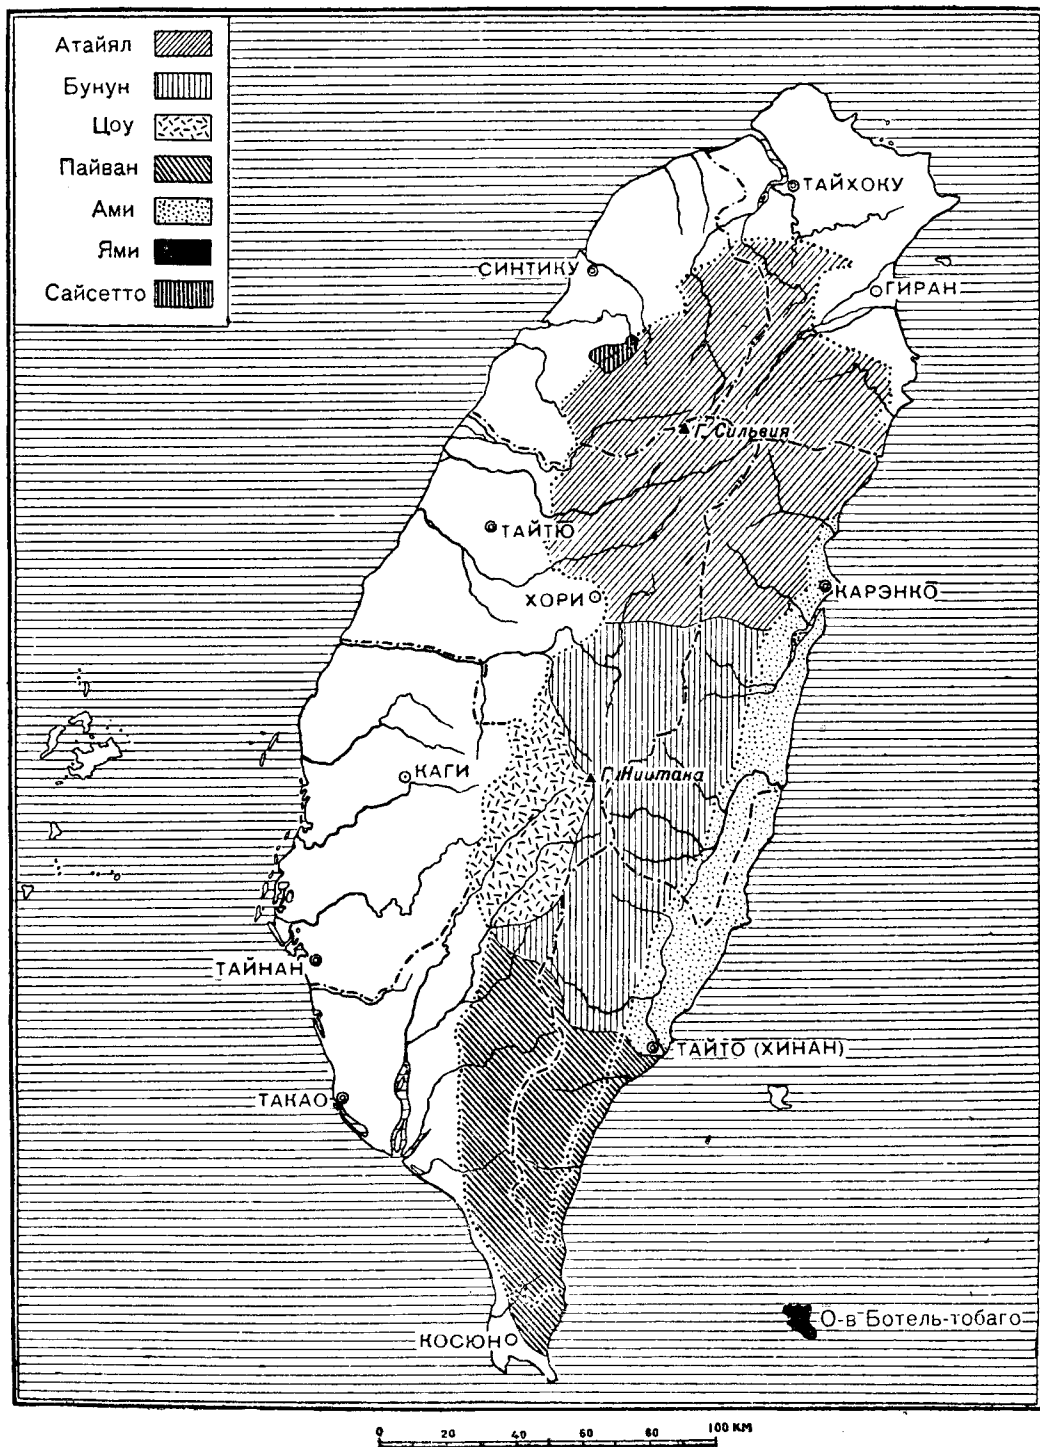 Атайял
Бунун
Цоу
Пайван
Ами
Ями
Сайсетто
ТАЙХОКУ
СИНТИКУ
ГИРАН
Г. Сильвия
ТАЙТЮ
ХОРИ
КАРЭНКО̄
КАГИ
Г. Ниитака
ТАЙНАН
ТАЙТО̄ (ХИНАН)
ТАКАО
О-в Ботель-тобаго
КОСЮН
0 20 40 60 80 100 КМ